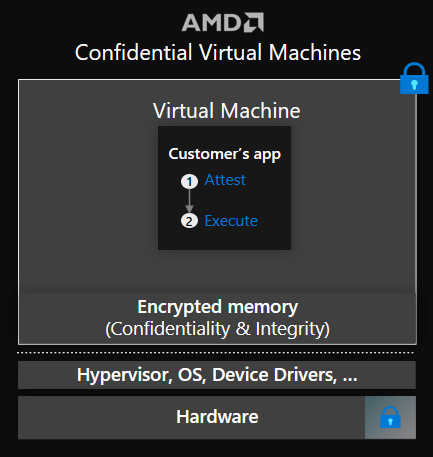 AMD
Confidential Virtual Machines
Virtual Machine
Customer's app
1 Attest
2 Execute
Encrypted memory
(Confidentiality & Integrity)
Hypervisor, OS, Device Drivers, ...
Hardware